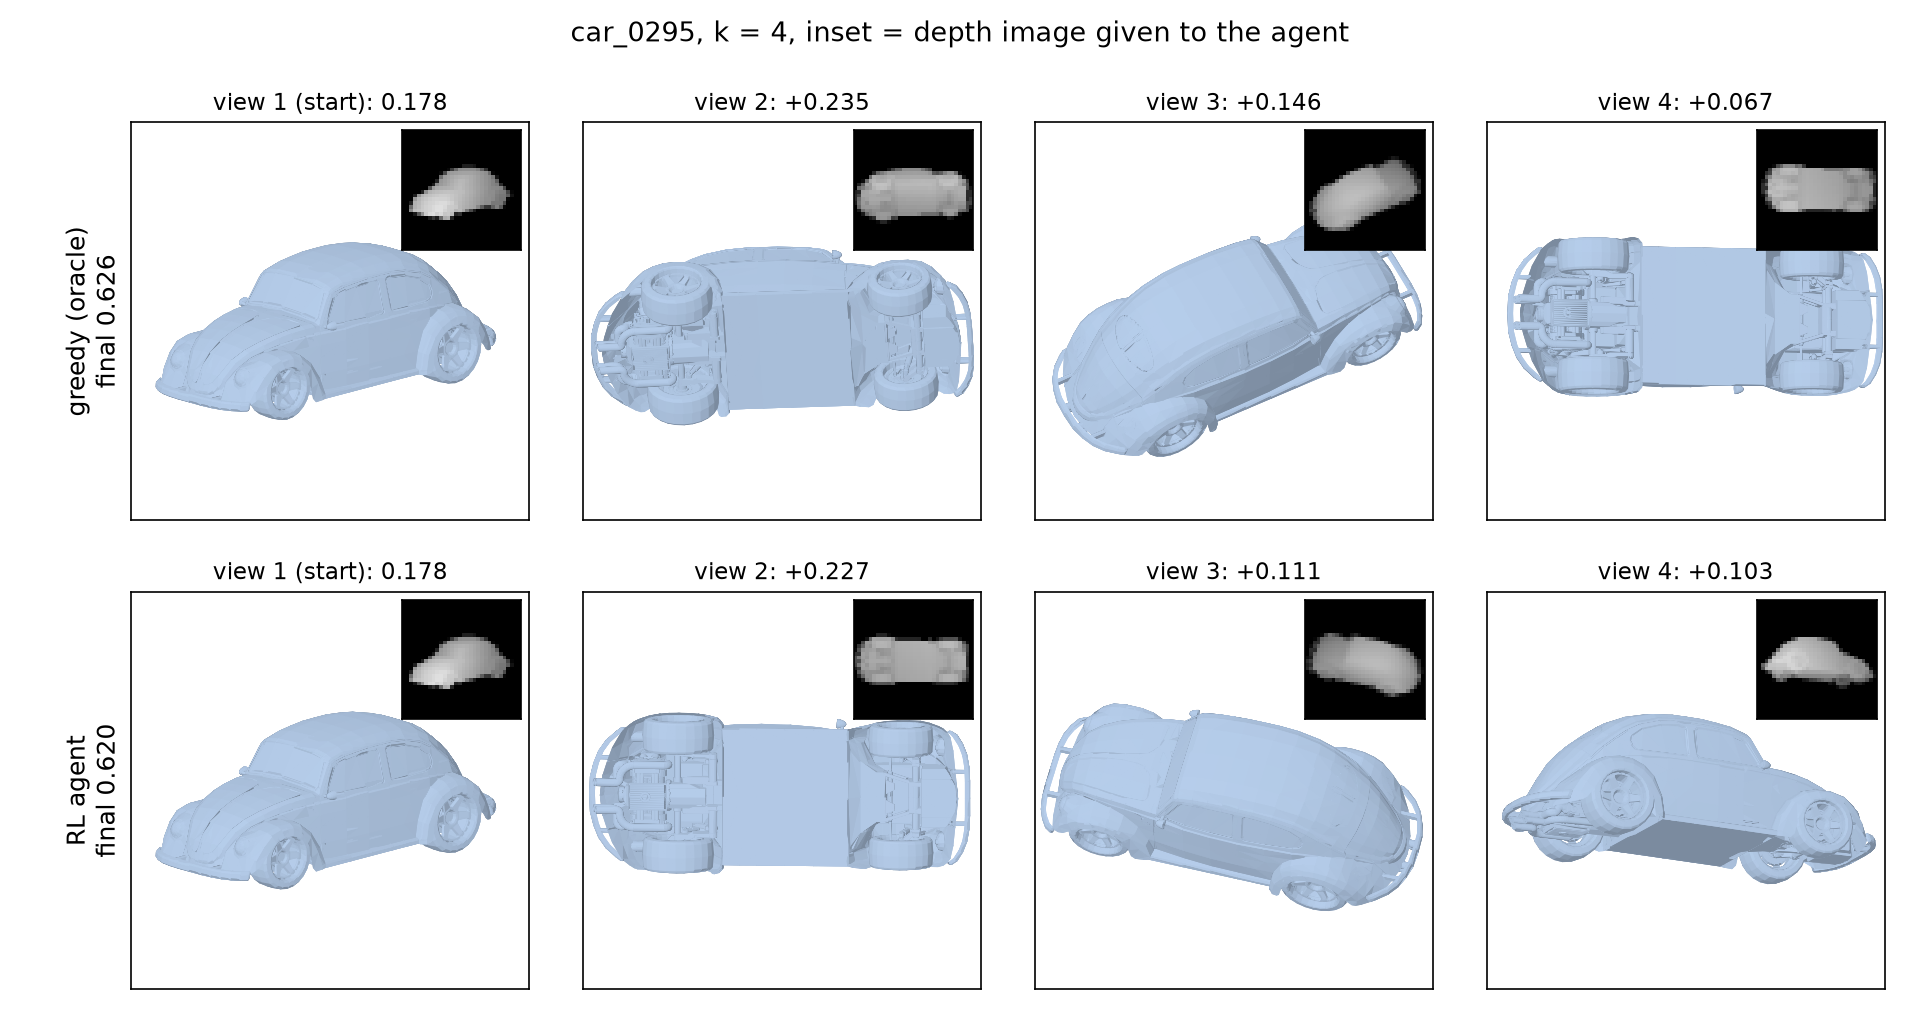 car_0295, k = 4, inset = depth image given to the agent
view 1 (start): 0.178
view 2: +0.235
view 3: +0.146
view 4: +0.067
greedy (oracle)
final 0.626
view 1 (start): 0.178
view 2: +0.227
view 3: +0.111
view 4: +0.103
RL agent
final 0.620